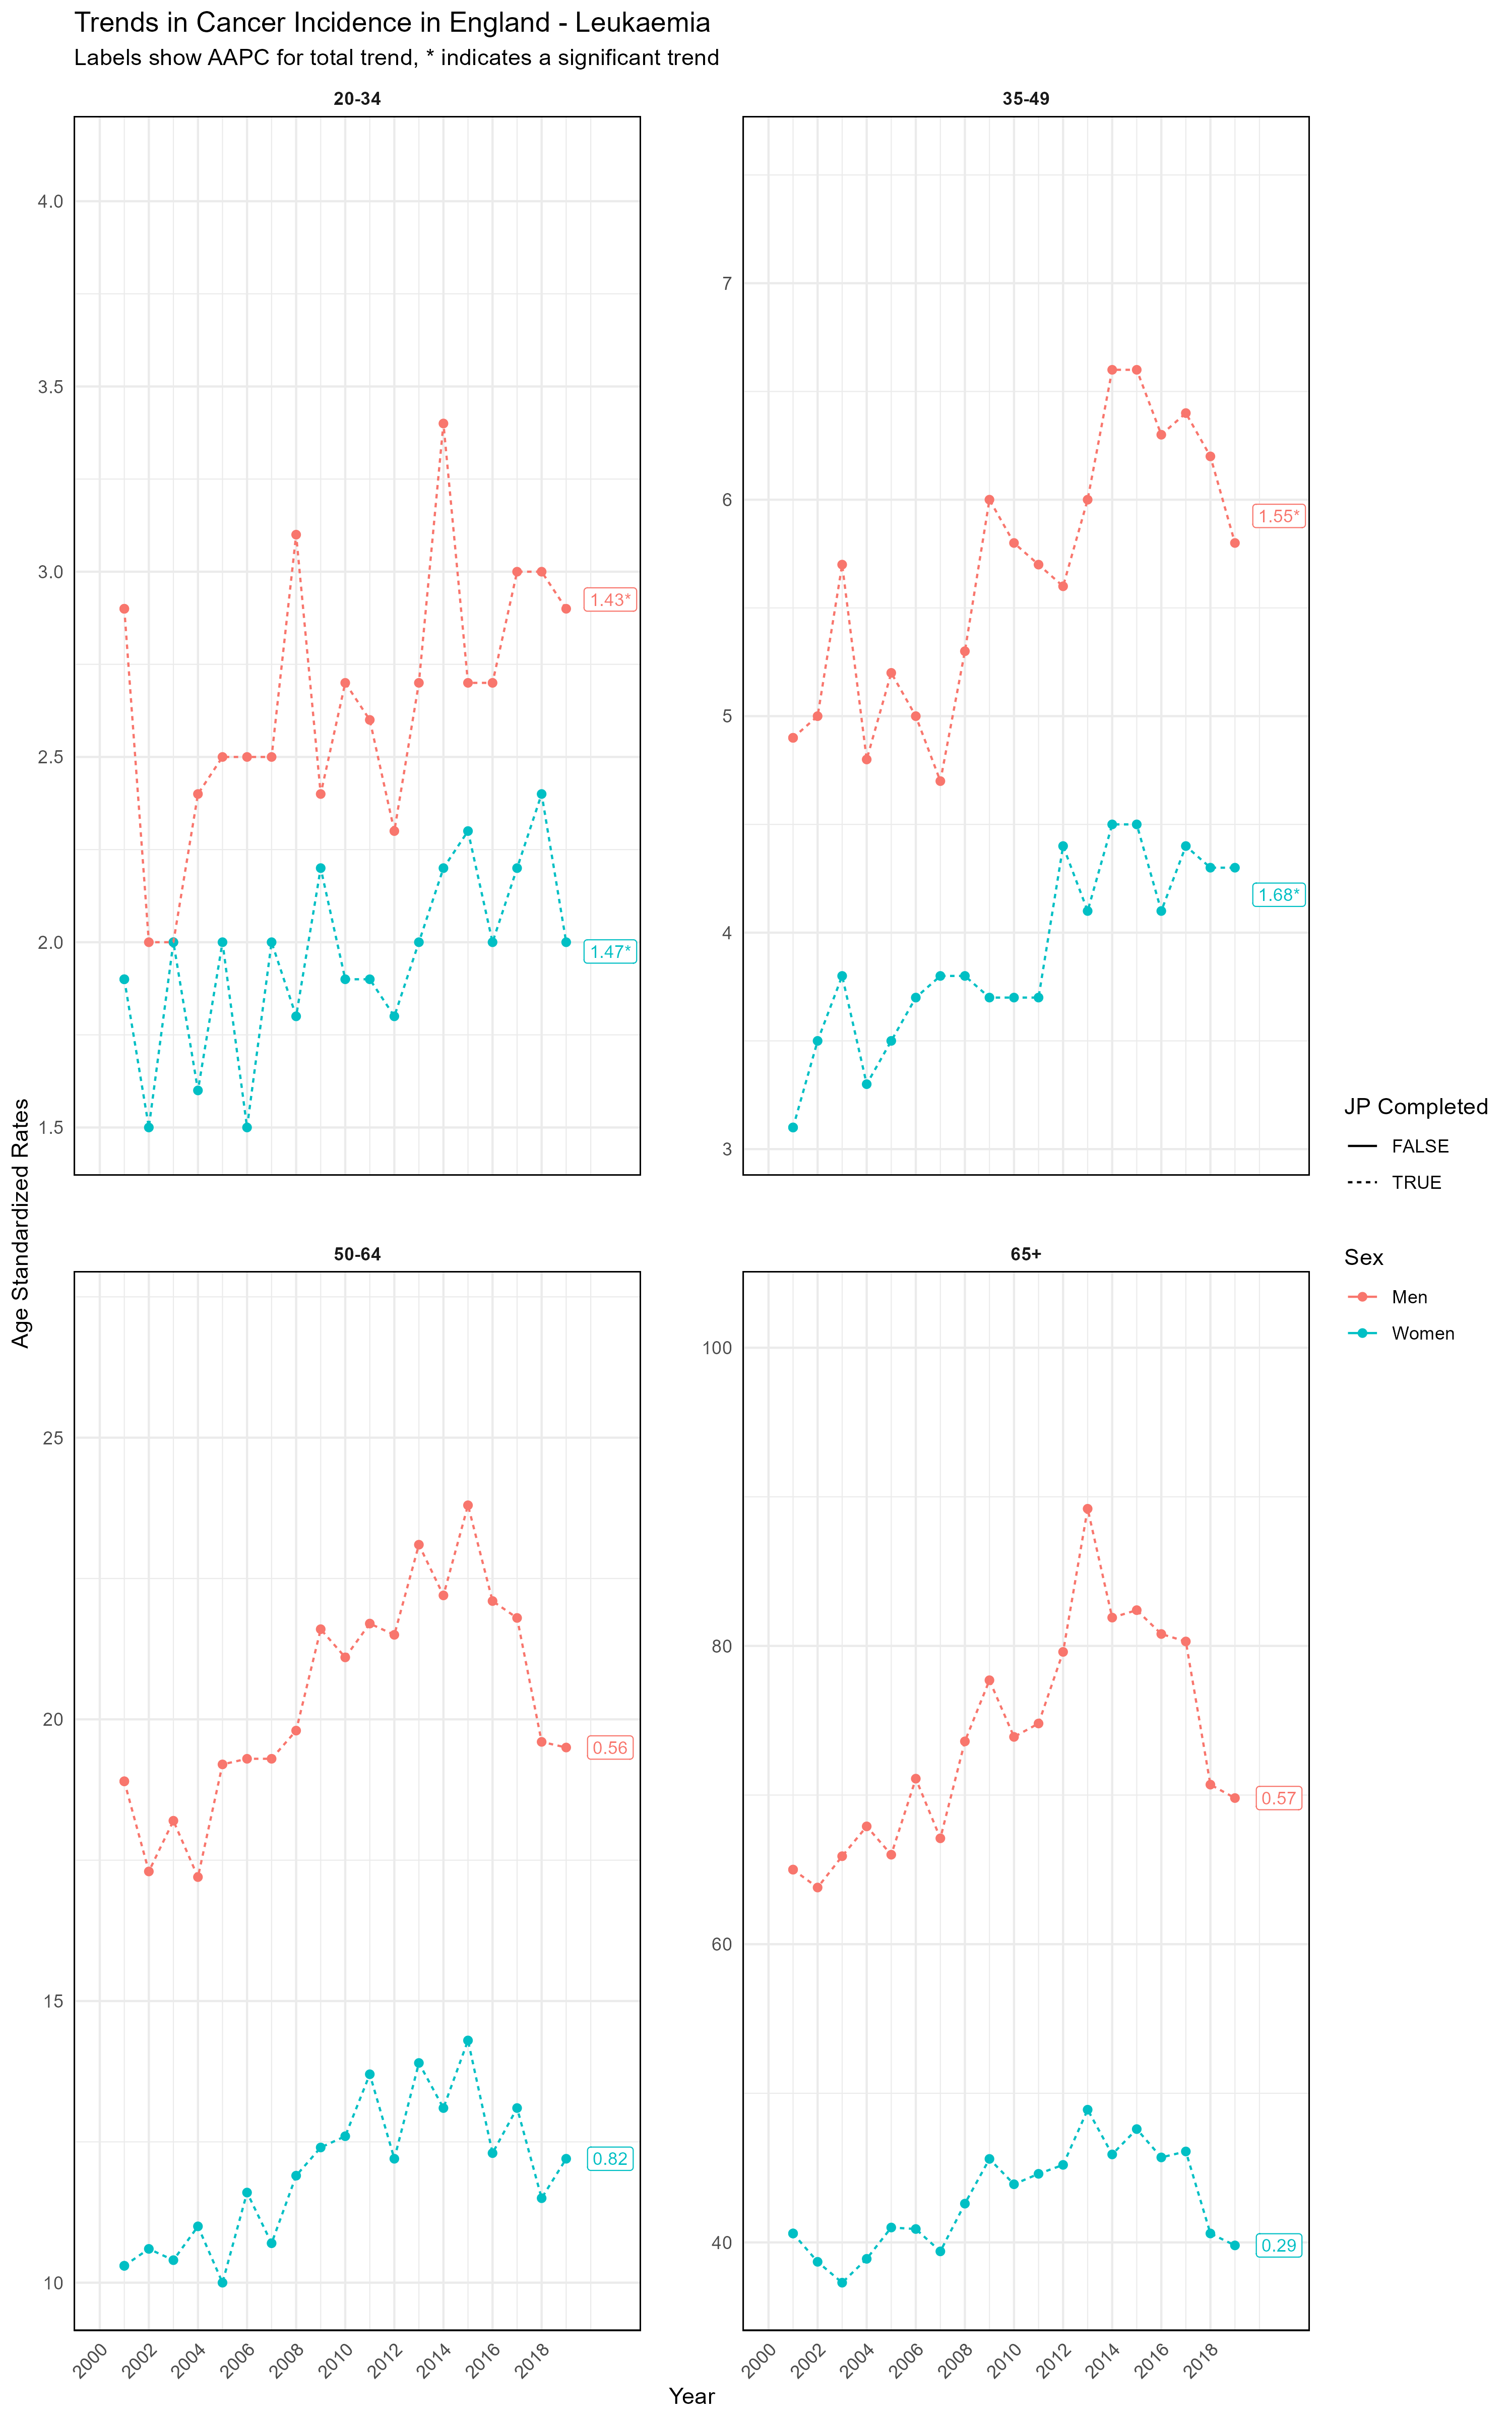 Trends in Cancer Incidence in England - Leukaemia
Labels show AAPC for total trend, * indicates a significant trend
20-34
35-49
4.0
3.5
3.0
2.5
2.0
1.5
1.43*
1.47*
7
6
5
4
3
1.55*
1.68*
Age Standardized Rates
JP Completed
FALSE
TRUE
Sex
Men
Women
50-64
65+
25
20
15
10
0.56
0.82
100
80
60
40
0.57
0.29
2000 2002 2004 2006 2008 2010 2012 2014 2016 2018
2000 2002 2004 2006 2008 2010 2012 2014 2016 2018
Year